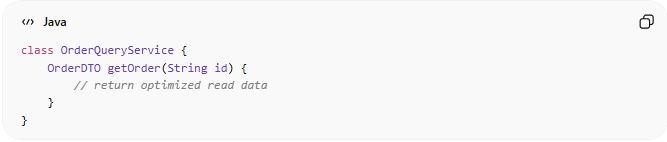 </> Java
class OrderQueryService {
    OrderDTO getOrder(String id) {
        // return optimized read data
    }
}